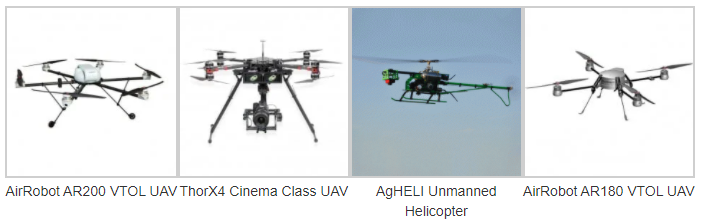 AirRobot AR200 VTOL UAV
ThorX4 Cinema Class UAV
AgHELI Unmanned
Helicopter
AirRobot AR180 VTOL UAV